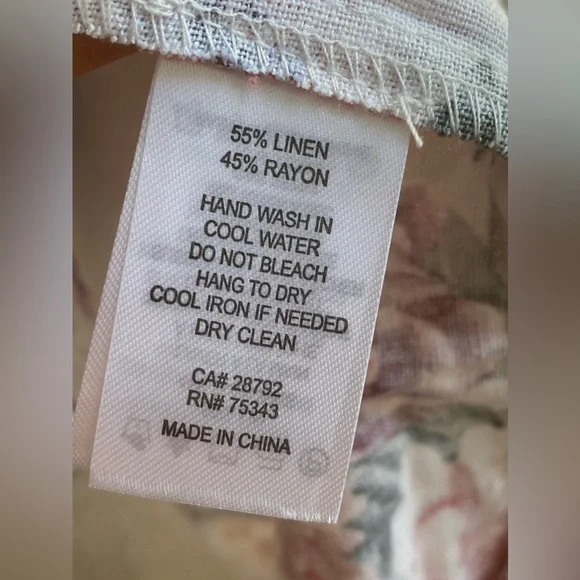 55% LINEN
45% RAYON
HAND WASH IN
COOL WATER
DO NOT BLEACH
HANG TO DRY
COOL IRON IF NEEDED
DRY CLEAN
CA# 28792
RN# 75343
MADE IN CHINA